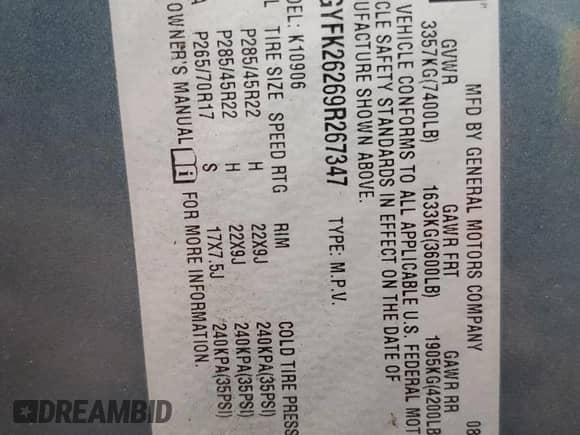 MFD BY GENERAL MOTORS COMPANY 08
GVWR GAWR FRT GAWR RR
3357KG(7400LB) 1633KG(3600LB) 1905KG(4200LB
VEHICLE CONFORMS TO ALL APPLICABLE U.S. FEDERAL MOT
CLE SAFETY STANDARDS IN EFFECT ON THE DATE OF
UFACTURE SHOWN ABOVE.
GYFK26269R267347 TYPE: M.P.V.
DEL: K10906
TIRE SIZE SPEED RTG RIM COLD TIRE PRESS
P285/45R22 H 22X9J 240KPA(35PSI)
P285/45R22 H 22X9J 240KPA(35PSI)
P265/70R17 S 17X7.5J 240KPA(35PSI)
OWNER'S MANUAL i FOR MORE INFORMATION.
DREAMBID